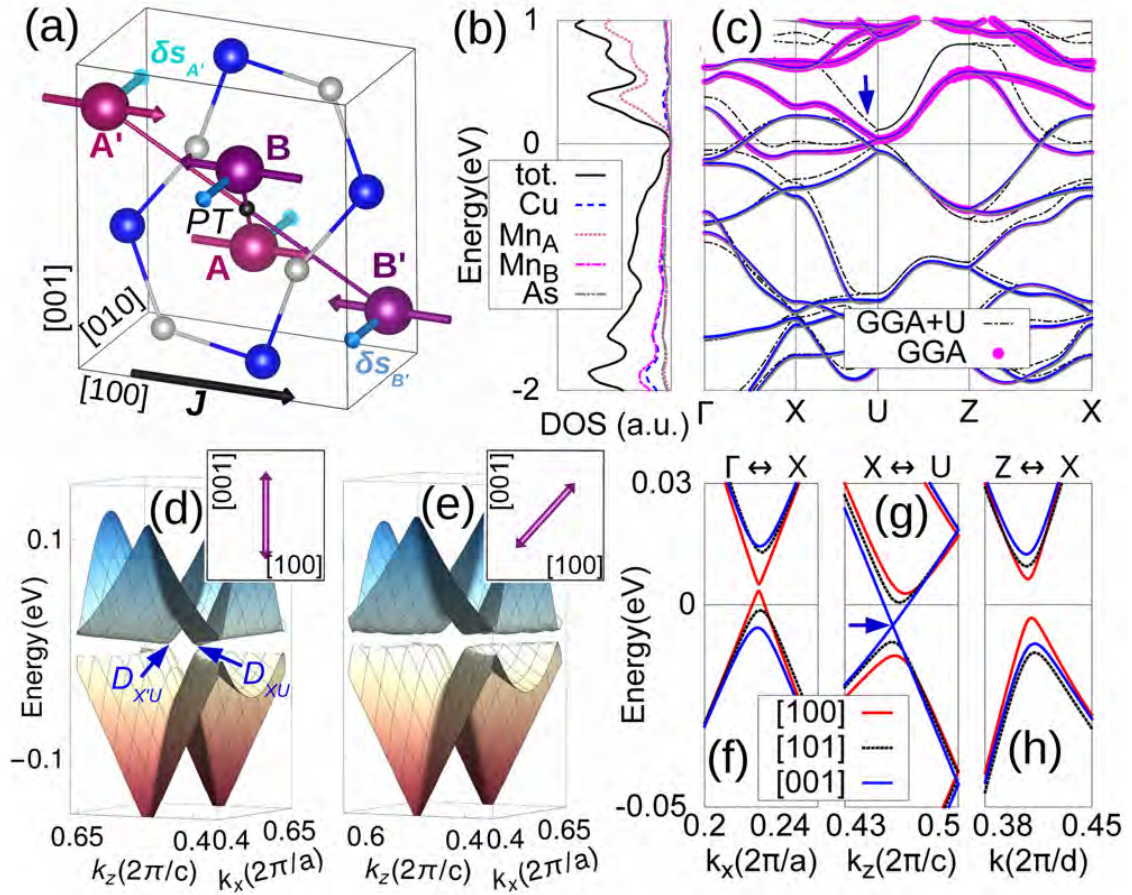 (a)
δs_A'
A'
B
PT
A
B'
δs_B'
[001]
[010]
[100]
J
(b)
1
0
-2
Energy(eV)
tot.
Cu
Mn_A
Mn_B
As
DOS (a.u.)
(c)
GGA+U
GGA
Γ X U Z X
(d)
[001]
[100]
0.1
−0.1
Energy(eV)
D_X'U
D_XU
0.65 0.4 0.4 0.65
k_z(2π/c) k_x(2π/a)
(e)
[001]
[100]
0.6 0.4 0.4 0.65
k_z(2π/c) k_x(2π/a)
Γ ↔ X X ↔ U Z ↔ X
0.03
0
-0.05
Energy(eV)
(g)
[100]
[101]
[001]
(f)
(h)
0.2 0.24 0.43 0.5 0.38 0.45
k_x(2π/a) k_z(2π/c) k(2π/d)